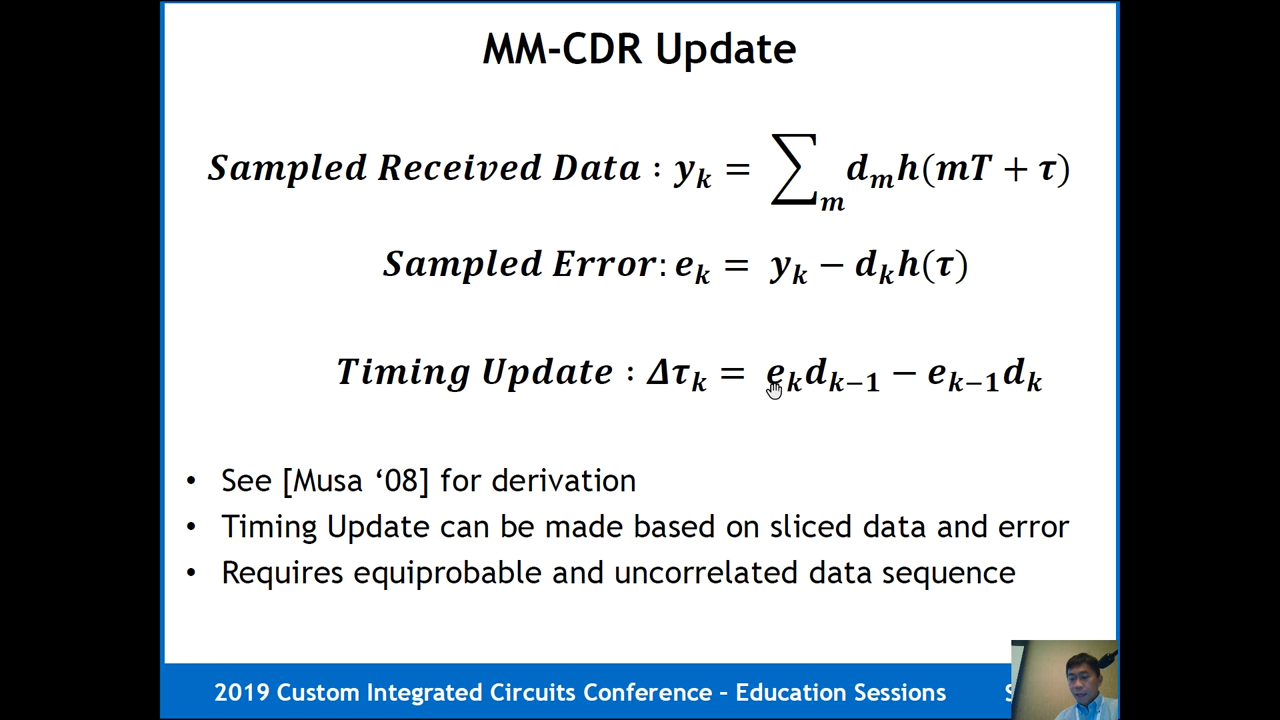 MM-CDR Update
Sampled Received Data : yₖ = ∑ₘ dₘh(mT + τ)
Sampled Error: eₖ = yₖ − dₖh(τ)
Timing Update : Δτₖ = eₖdₖ₋₁ − eₖ₋₁dₖ
• See [Musa ‘08] for derivation
• Timing Update can be made based on sliced data and error
• Requires equiprobable and uncorrelated data sequence
2019 Custom Integrated Circuits Conference – Education Sessions